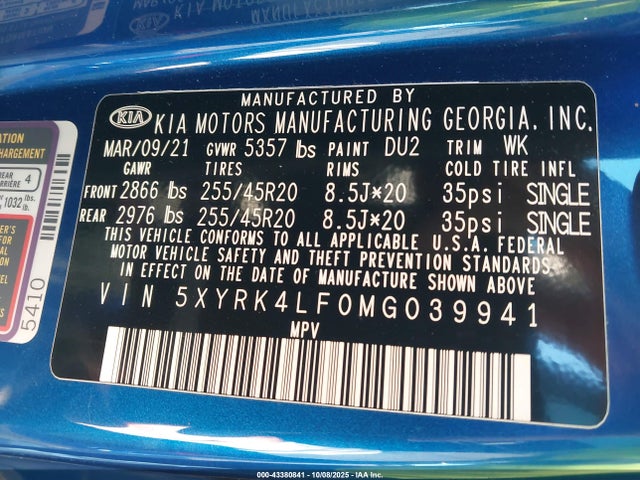 MANUFACTURED BY
KIA KIA MOTORS MANUFACTURING GEORGIA, INC.
MAR/09/21 GVWR 5357 lbs PAINT DU2 TRIM WK
GAWR TIRES RIMS COLD TIRE INFL
FRONT 2866 lbs 255/45R20 8.5J*20 35psi SINGLE
REAR 2976 lbs 255/45R20 8.5J*20 35psi SINGLE
THIS VEHICLE CONFORMS TO ALL APPLICABLE U.S.A. FEDERAL
MOTOR VEHICLE SAFETY AND THEFT PREVENTION STANDARDS
IN EFFECT ON THE DATE OF MANUFACTURE SHOWN ABOVE
VIN 5XYRK4LF0MG039941
MPV
REAR 4
1032 lbs.
5410
000-43380841 - 10/08/2025 - IAA Inc.